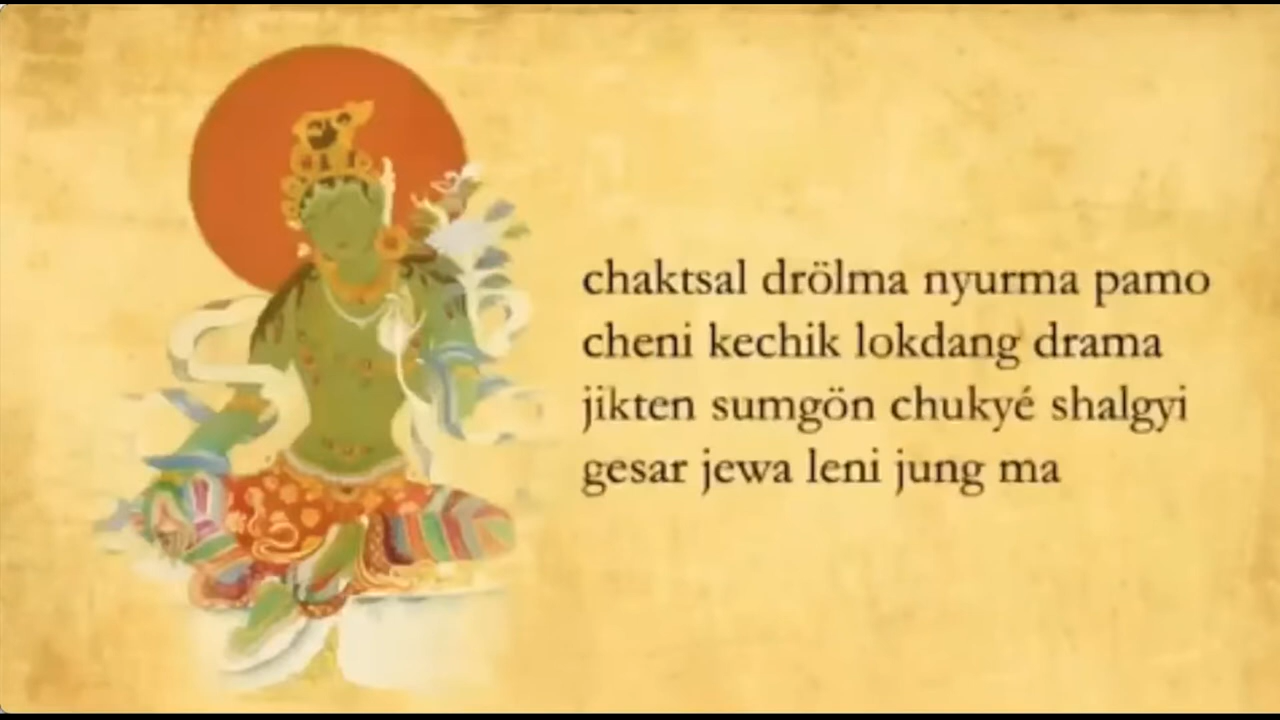 chaktsal drölma nyurma pamo
cheni kechik lokdang drama
jikten sumgön chukyé shalgyi
gesar jewa leni jung ma